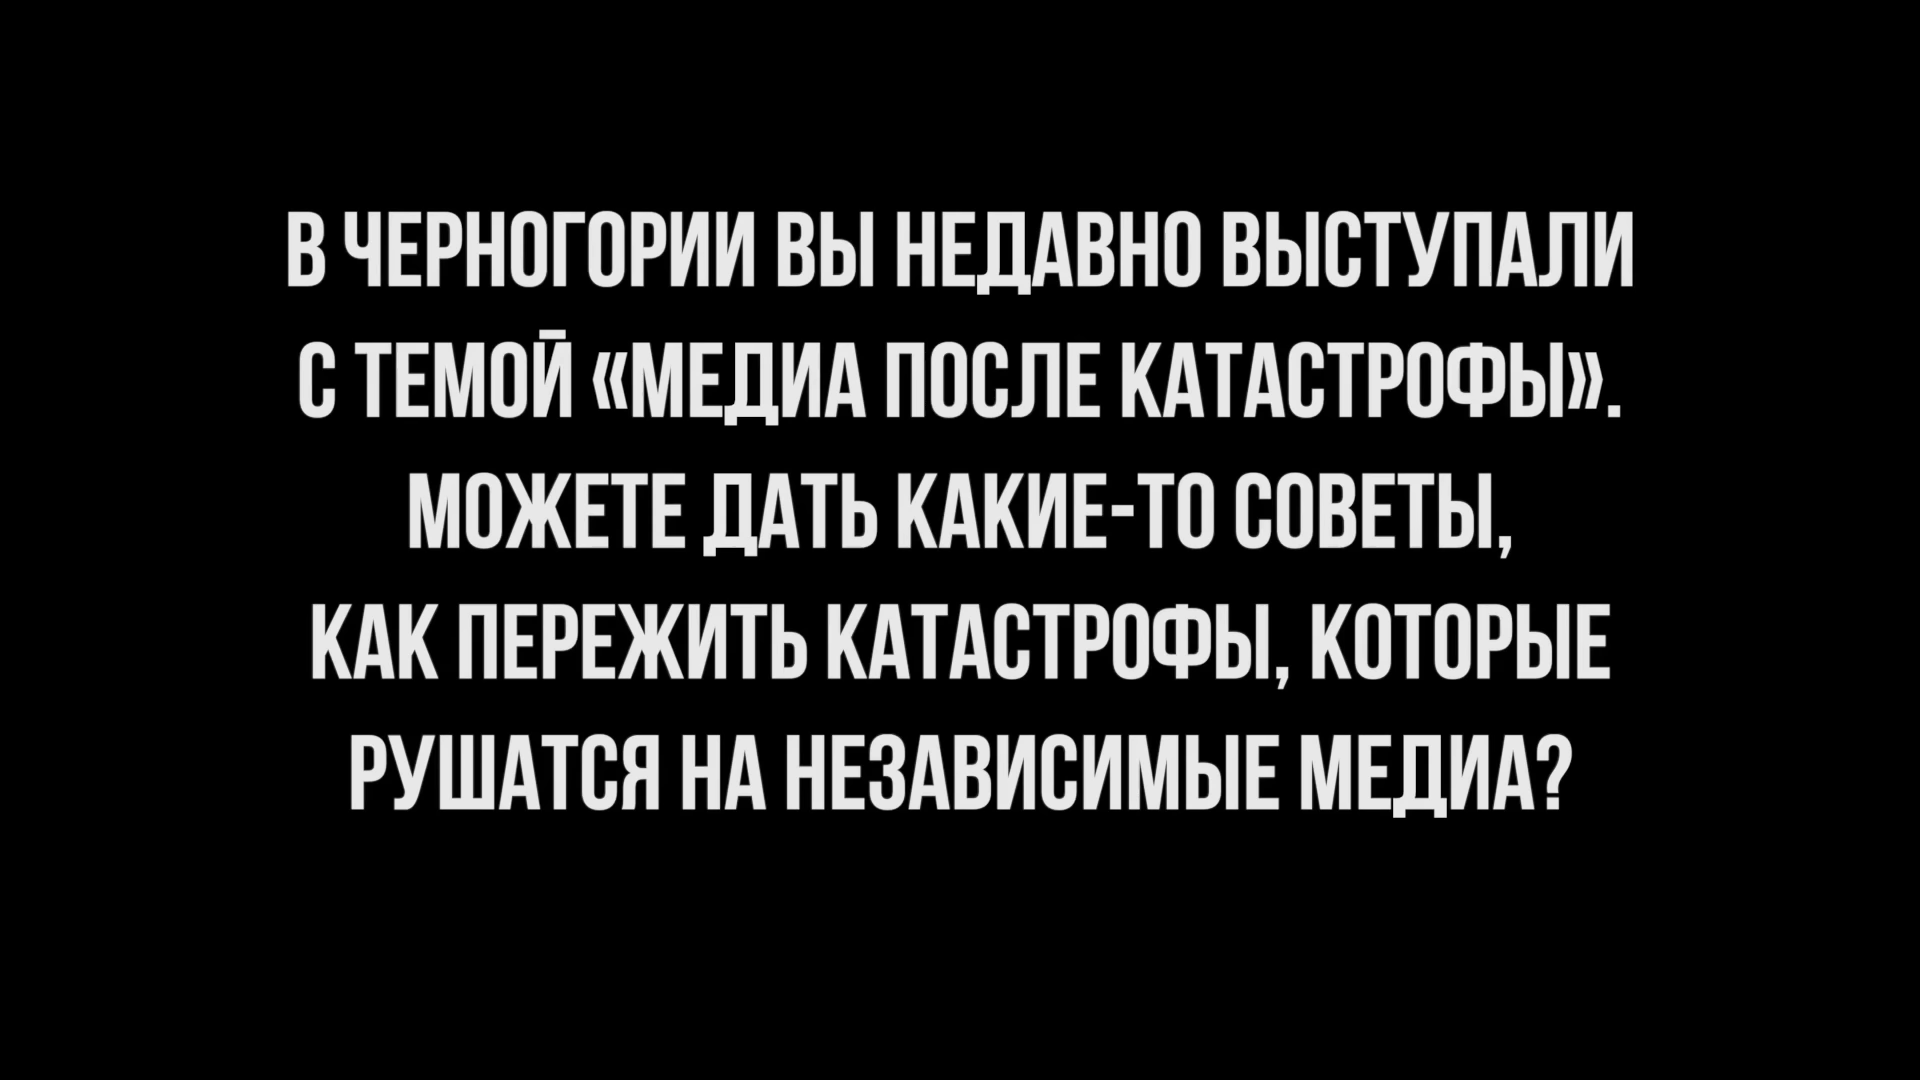 В ЧЕРНОГОРИИ ВЫ НЕДАВНО ВЫСТУПАЛИ
С ТЕМОЙ «МЕДИА ПОСЛЕ КАТАСТРОФЫ».
МОЖЕТЕ ДАТЬ КАКИЕ-ТО СОВЕТЫ,
КАК ПЕРЕЖИТЬ КАТАСТРОФЫ, КОТОРЫЕ
РУШАТСЯ НА НЕЗАВИСИМЫЕ МЕДИА?